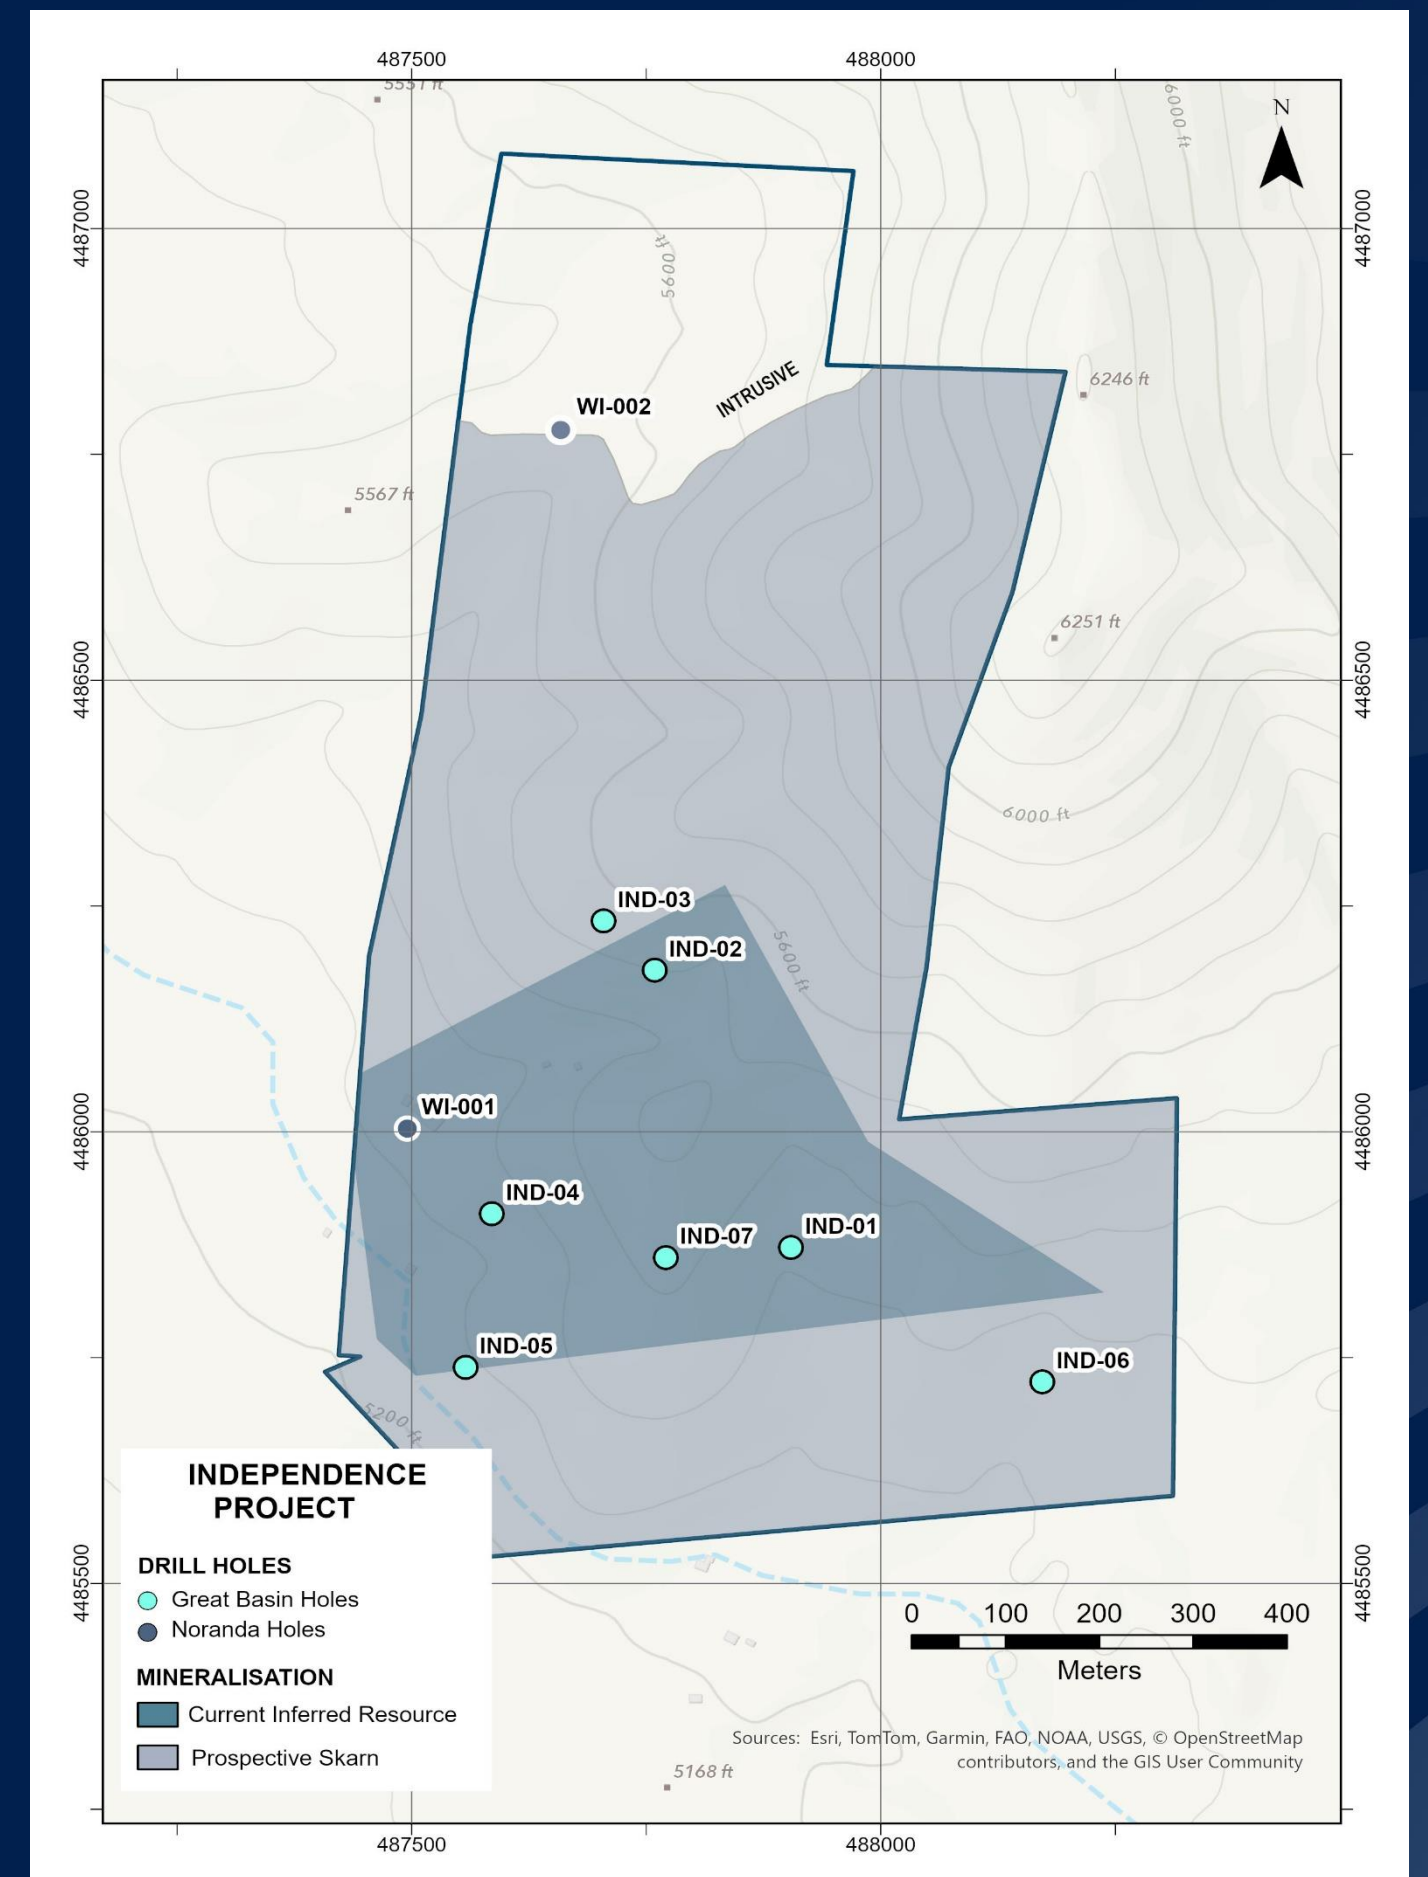 487500 488000
5551 ft
6000 ft
N
4487000 4487000
5600 ft
INTRUSIVE
6246 ft
WI-002
5567 ft
6251 ft
4486500 4486500
6000 ft
IND-03
IND-02
5600 ft
WI-001
4486000 4486000
IND-04
IND-07
IND-01
IND-05
IND-06
5200 ft
INDEPENDENCE
PROJECT
DRILL HOLES
Great Basin Holes
Noranda Holes
MINERALISATION
Current Inferred Resource
Prospective Skarn
4485500 4485500
0 100 200 300 400
Meters
Sources: Esri, TomTom, Garmin, FAO, NOAA, USGS, © OpenStreetMap
contributors, and the GIS User Community
5168 ft
487500 488000